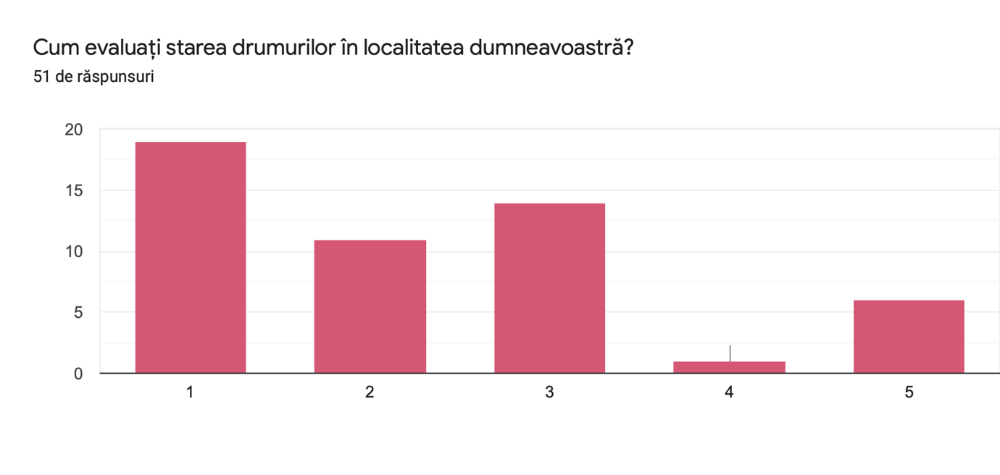 Cum evaluați starea drumurilor în localitatea dumneavoastră?
51 de răspunsuri
20
15
10
5
0
1 2 3 4 5